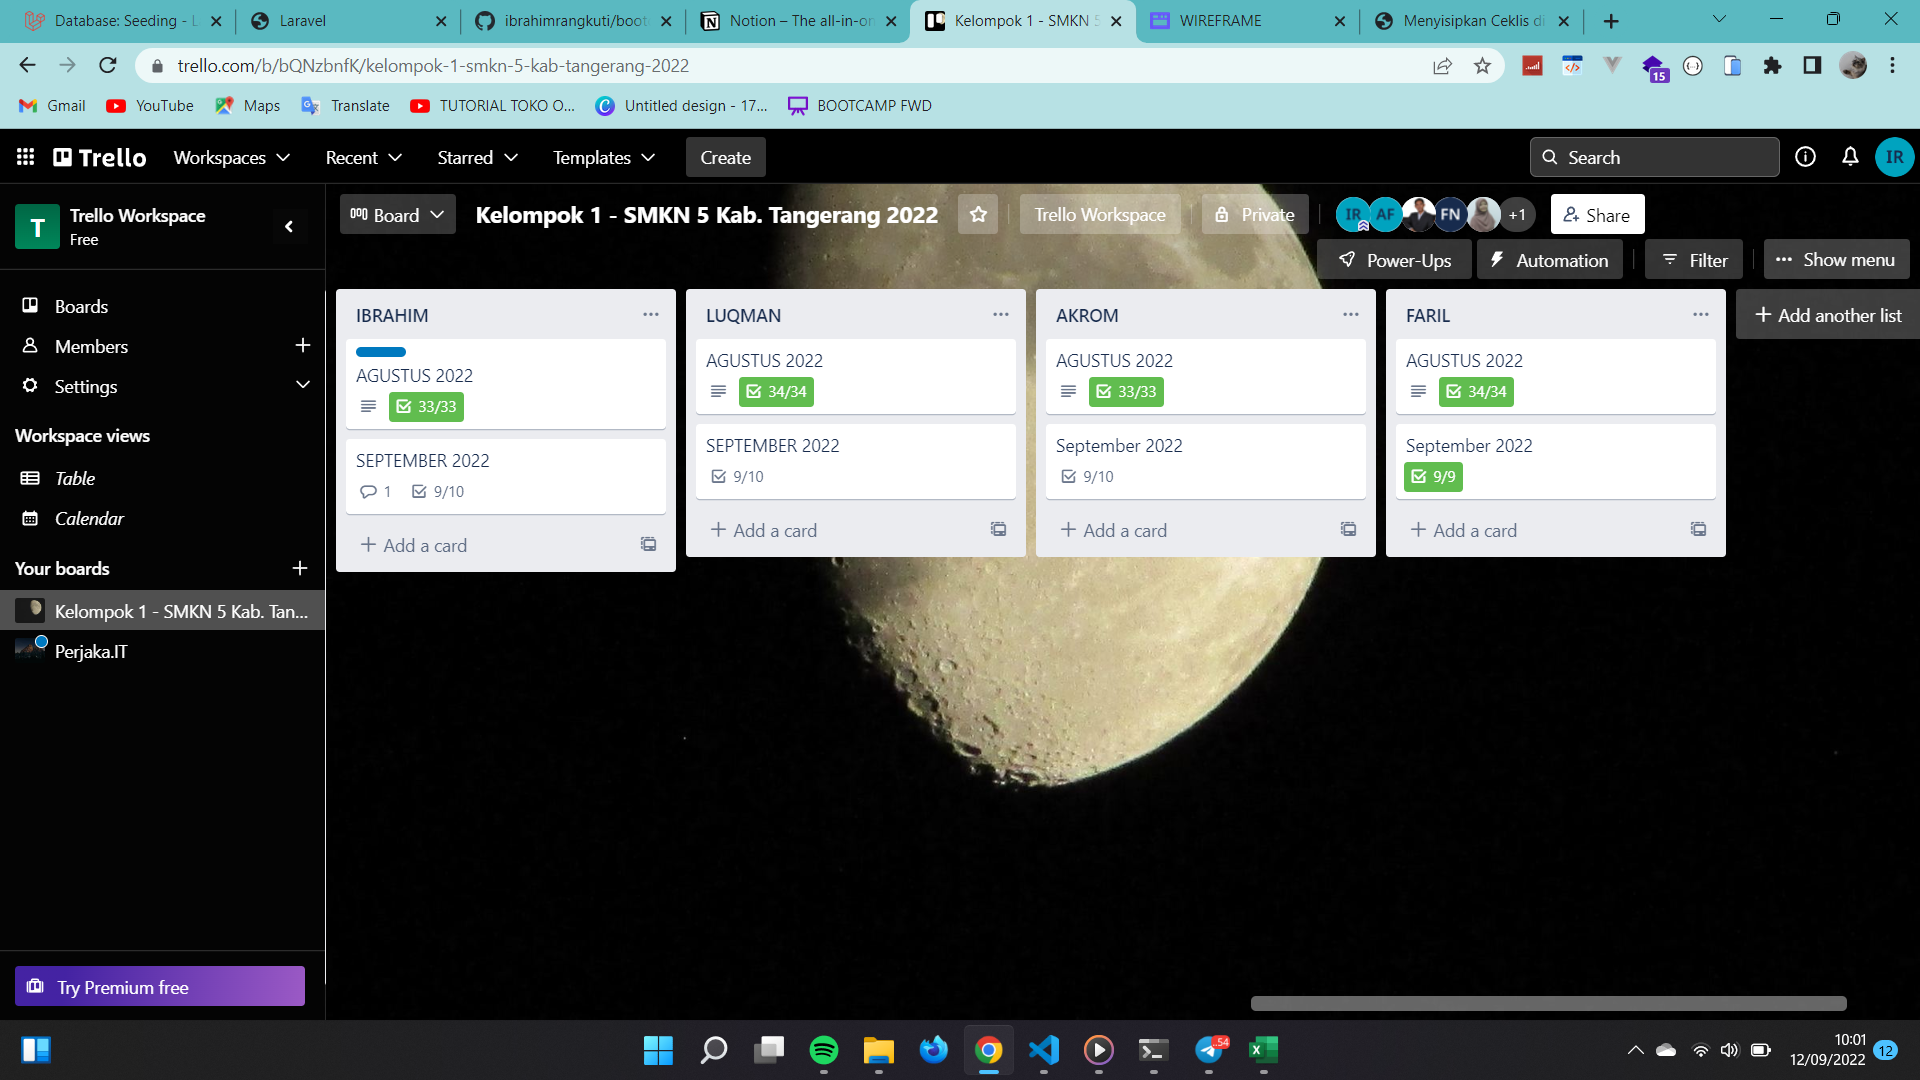 Database: Seeding - L
Laravel
ibrahimrangkuti/boot
Notion – The all-in-on
Kelompok 1 - SMKN 5
WIREFRAME
Menyisipkan Ceklis di
trello.com/b/bQNzbnfK/kelompok-1-smkn-5-kab-tangerang-2022
15
Gmail
YouTube
Maps
Translate
TUTORIAL TOKO O...
Untitled design - 17...
BOOTCAMP FWD
Trello
Workspaces
Recent
Starred
Templates
Create
Search
IR
T
Trello Workspace
Free
Board
Kelompok 1 - SMKN 5 Kab. Tangerang 2022
Trello Workspace
Private
IR
AF
FN
+1
Share
Power-Ups
Automation
Filter
Show menu
Boards
Members
Settings
Workspace views
Table
Calendar
Your boards
Kelompok 1 - SMKN 5 Kab. Tan...
Perjaka.IT
Try Premium free
IBRAHIM
AGUSTUS 2022
33/33
SEPTEMBER 2022
1
9/10
Add a card
LUQMAN
AGUSTUS 2022
34/34
SEPTEMBER 2022
9/10
Add a card
AKROM
AGUSTUS 2022
33/33
September 2022
9/10
Add a card
FARIL
AGUSTUS 2022
34/34
September 2022
9/9
Add a card
Add another list
..54
10:01
12/09/2022
12